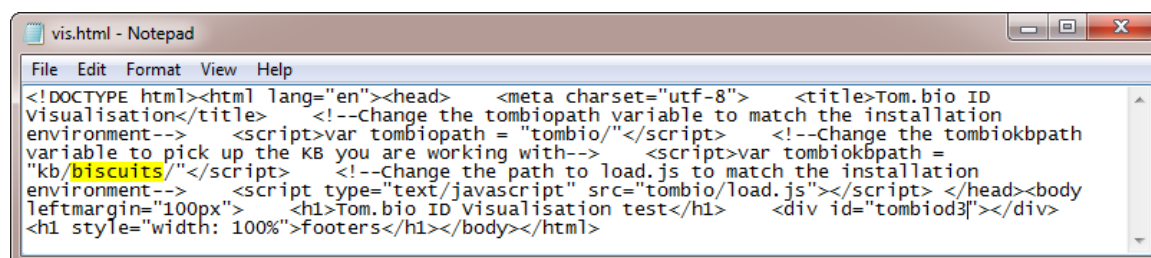 vis.html - Notepad
File Edit Format View Help
<!DOCTYPE html><html lang="en"><head>    <meta charset="utf-8">    <title>Tom.bio ID
Visualisation</title>    <!--Change the tombiopath variable to match the installation
environment-->    <script>var tombiopath = "tombio/"</script>    <!--Change the tombiokbpath
variable to pick up the KB you are working with-->    <script>var tombiokbpath =
"kb/biscuits/"</script>    <!--Change the path to load.js to match the installation
environment-->    <script type="text/javascript" src="tombio/load.js"></script> </head><body
leftmargin="100px">    <h1>Tom.bio ID Visualisation test</h1>    <div id="tombiod3"></div>
<h1 style="width: 100%">footers</h1></body></html>